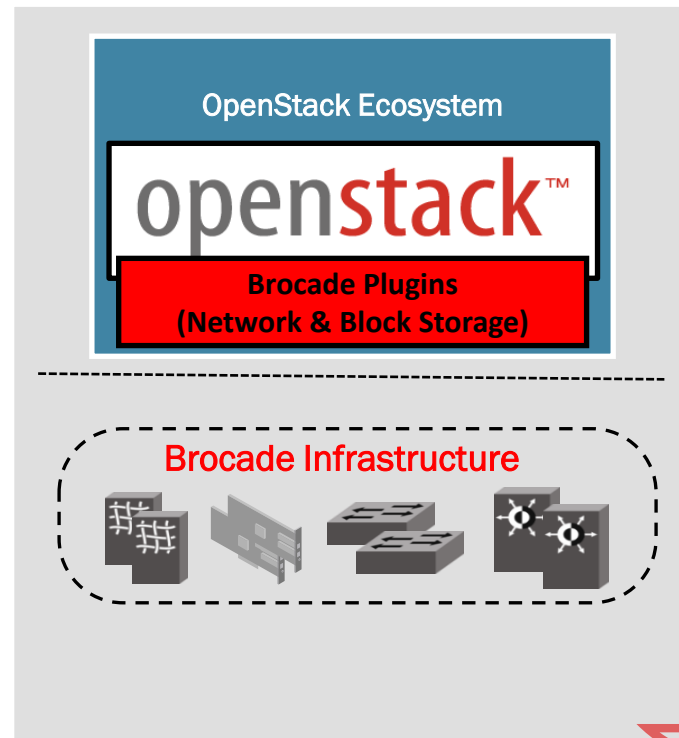 OpenStack Ecosystem
openstack™
Brocade Plugins
(Network & Block Storage)
Brocade Infrastructure